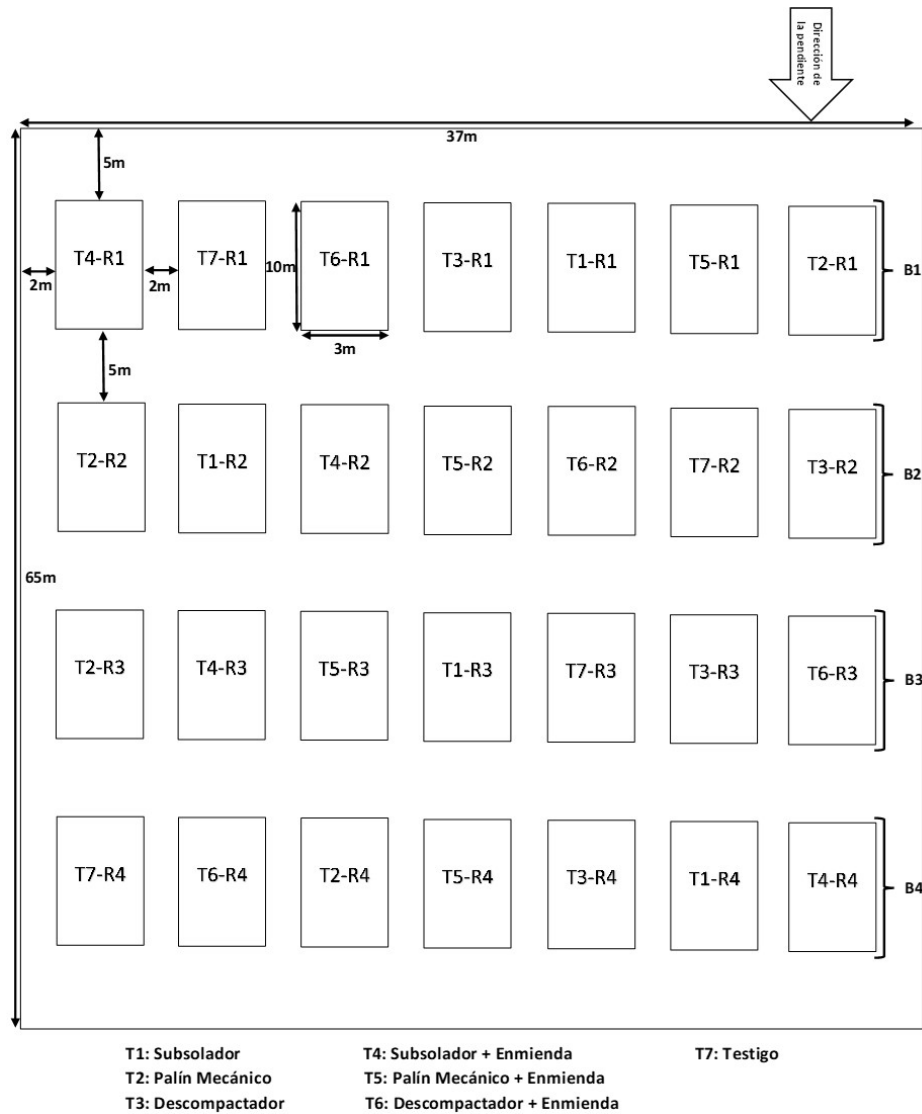 Dirección de
la pendiente
37m
5m
T4-R1
T7-R1
T6-R1
T3-R1
T1-R1
T5-R1
T2-R1
B1
10m
2m
2m
3m
5m
T2-R2
T1-R2
T4-R2
T5-R2
T6-R2
T7-R2
T3-R2
B2
65m
T2-R3
T4-R3
T5-R3
T1-R3
T7-R3
T3-R3
T6-R3
B3
T7-R4
T6-R4
T2-R4
T5-R4
T3-R4
T1-R4
T4-R4
B4
T1: Subsolador
T4: Subsolador + Enmienda
T7: Testigo
T2: Palín Mecánico
T5: Palín Mecánico + Enmienda
T3: Descompactador
T6: Descompactador + Enmienda